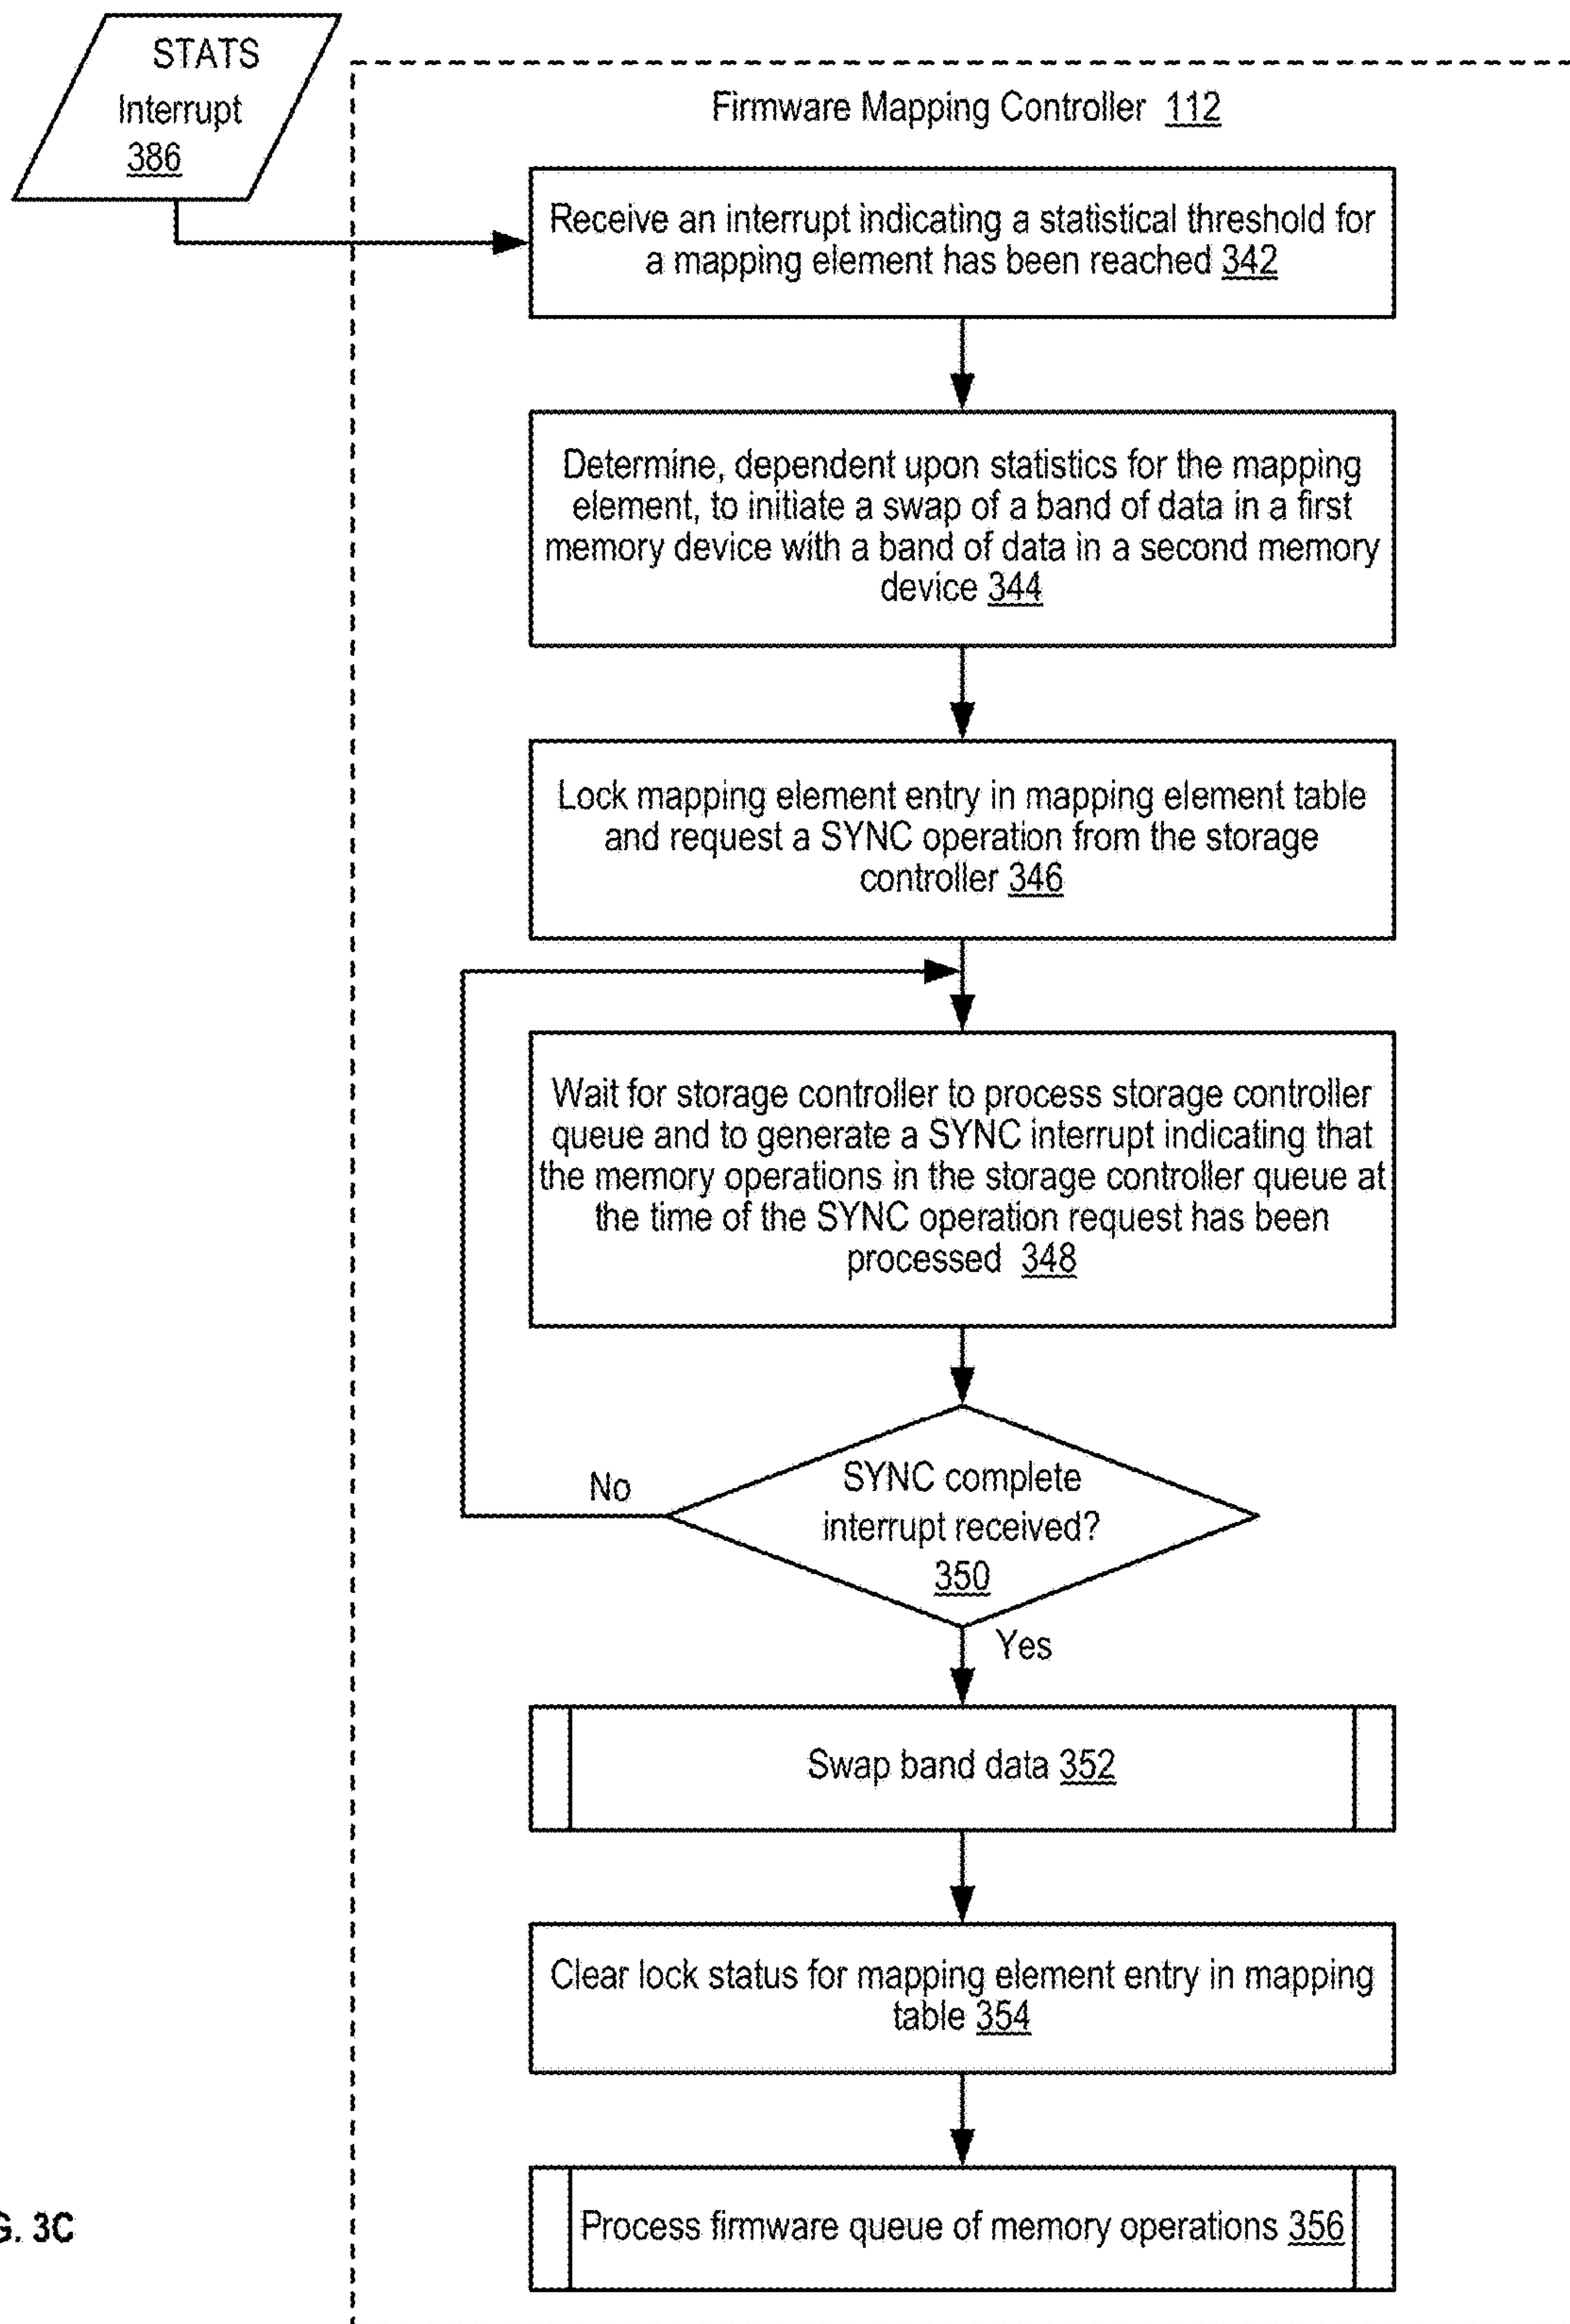 STATS
Interrupt
386
Firmware Mapping Controller 112
Receive an interrupt indicating a statistical threshold for
a mapping element has been reached 342
Determine, dependent upon statistics for the mapping
element, to initiate a swap of a band of data in a first
memory device with a band of data in a second memory
device 344
Lock mapping element entry in mapping element table
and request a SYNC operation from the storage
controller 346
Wait for storage controller to process storage controller
queue and to generate a SYNC interrupt indicating that
the memory operations in the storage controller queue at
the time of the SYNC operation request has been
processed 348
SYNC complete
interrupt received?
350
No
Yes
Swap band data 352
Clear lock status for mapping element entry in mapping
table 354
Process firmware queue of memory operations 356
G. 3C